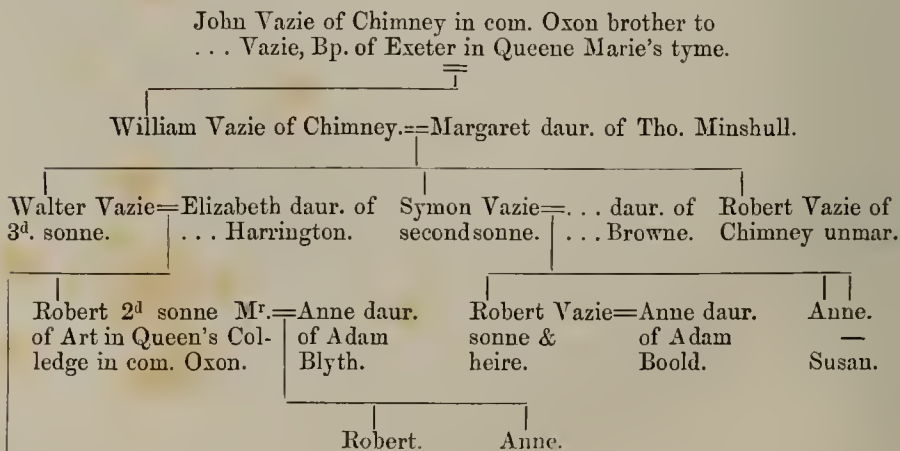 John Vazie of Chimney in com. Oxon brother to
. . . Vazie, Bp. of Exeter in Queene Marie's tyme.
William Vazie of Chimney.==Margaret daur. of Tho. Minshull.
Walter Vazie=Elizabeth daur. of
3d. sonne. . . . Harrington.
Symon Vazie=. . . daur. of
second sonne. . . . Browne.
Robert Vazie of
Chimney unmar.
Robert 2d sonne Mr.=Anne daur.
of Art in Queen's Col- of Adam
ledge in com. Oxon. Blyth.
Robert Vazie=Anne daur.
sonne & of Adam
heire. Boold.
Anne.
—
Susan.
Robert. Anne.